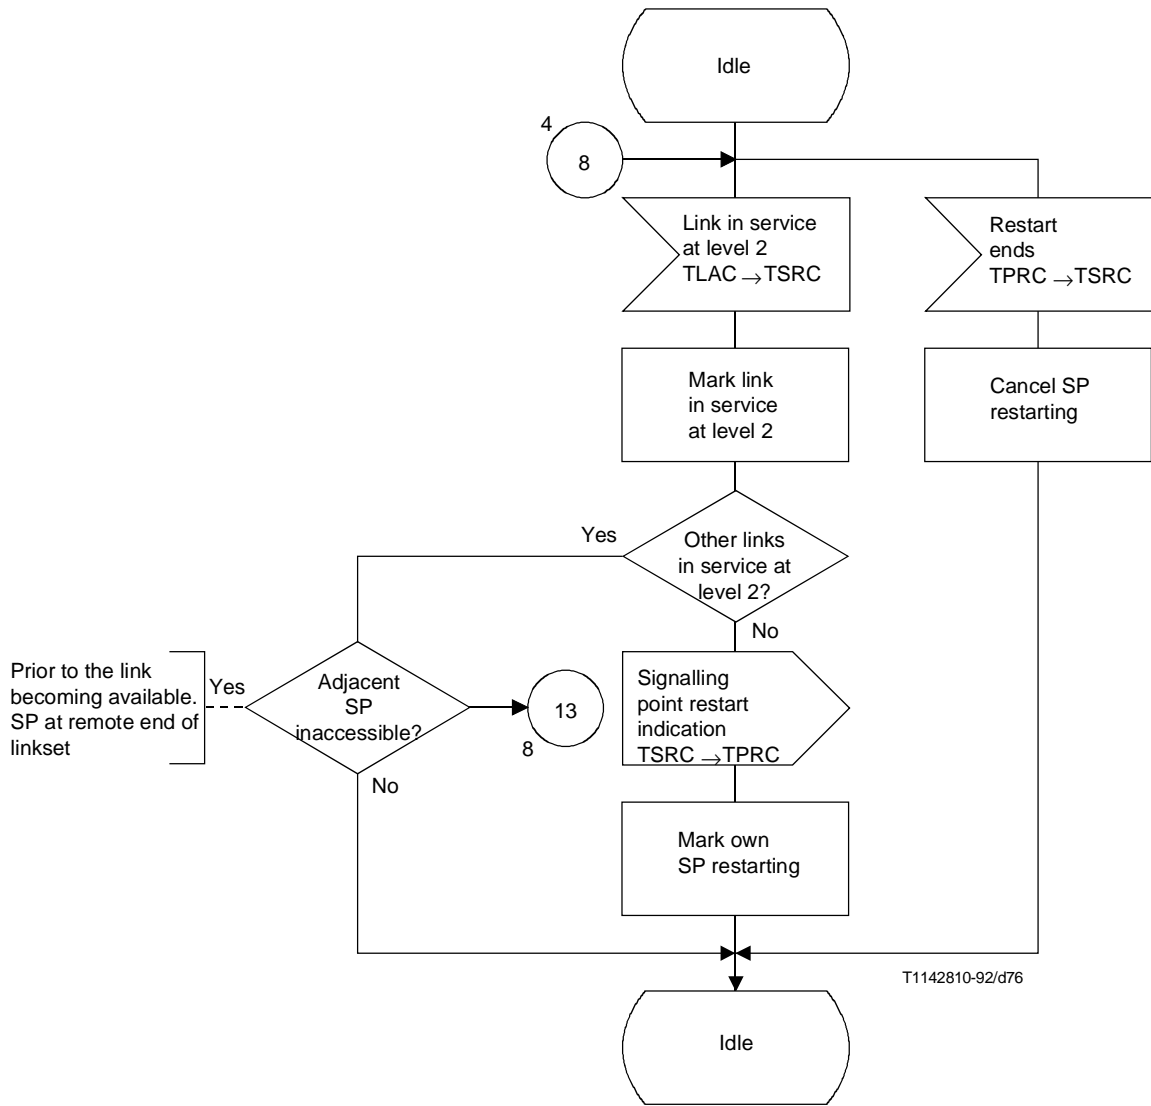 Idle
4
8
Link in service
at level 2
TLAC →TSRC
Restart
ends
TPRC →TSRC
Mark link
in service
at level 2
Cancel SP
restarting
Yes
Other links
in service at
level 2?
No
Prior to the link
becoming available.
SP at remote end of
linkset
Yes
Adjacent
SP
inaccessible?
13
8
No
Signalling
point restart
indication
TSRC →TPRC
Mark own
SP restarting
T1142810-92/d76
Idle